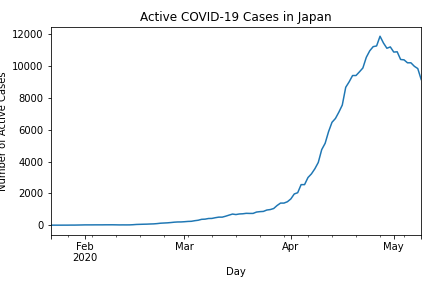 Active COVID-19 Cases in Japan
Number of Active Cases
12000
10000
8000
6000
4000
2000
0
Feb
2020
Mar
Apr
May
Day